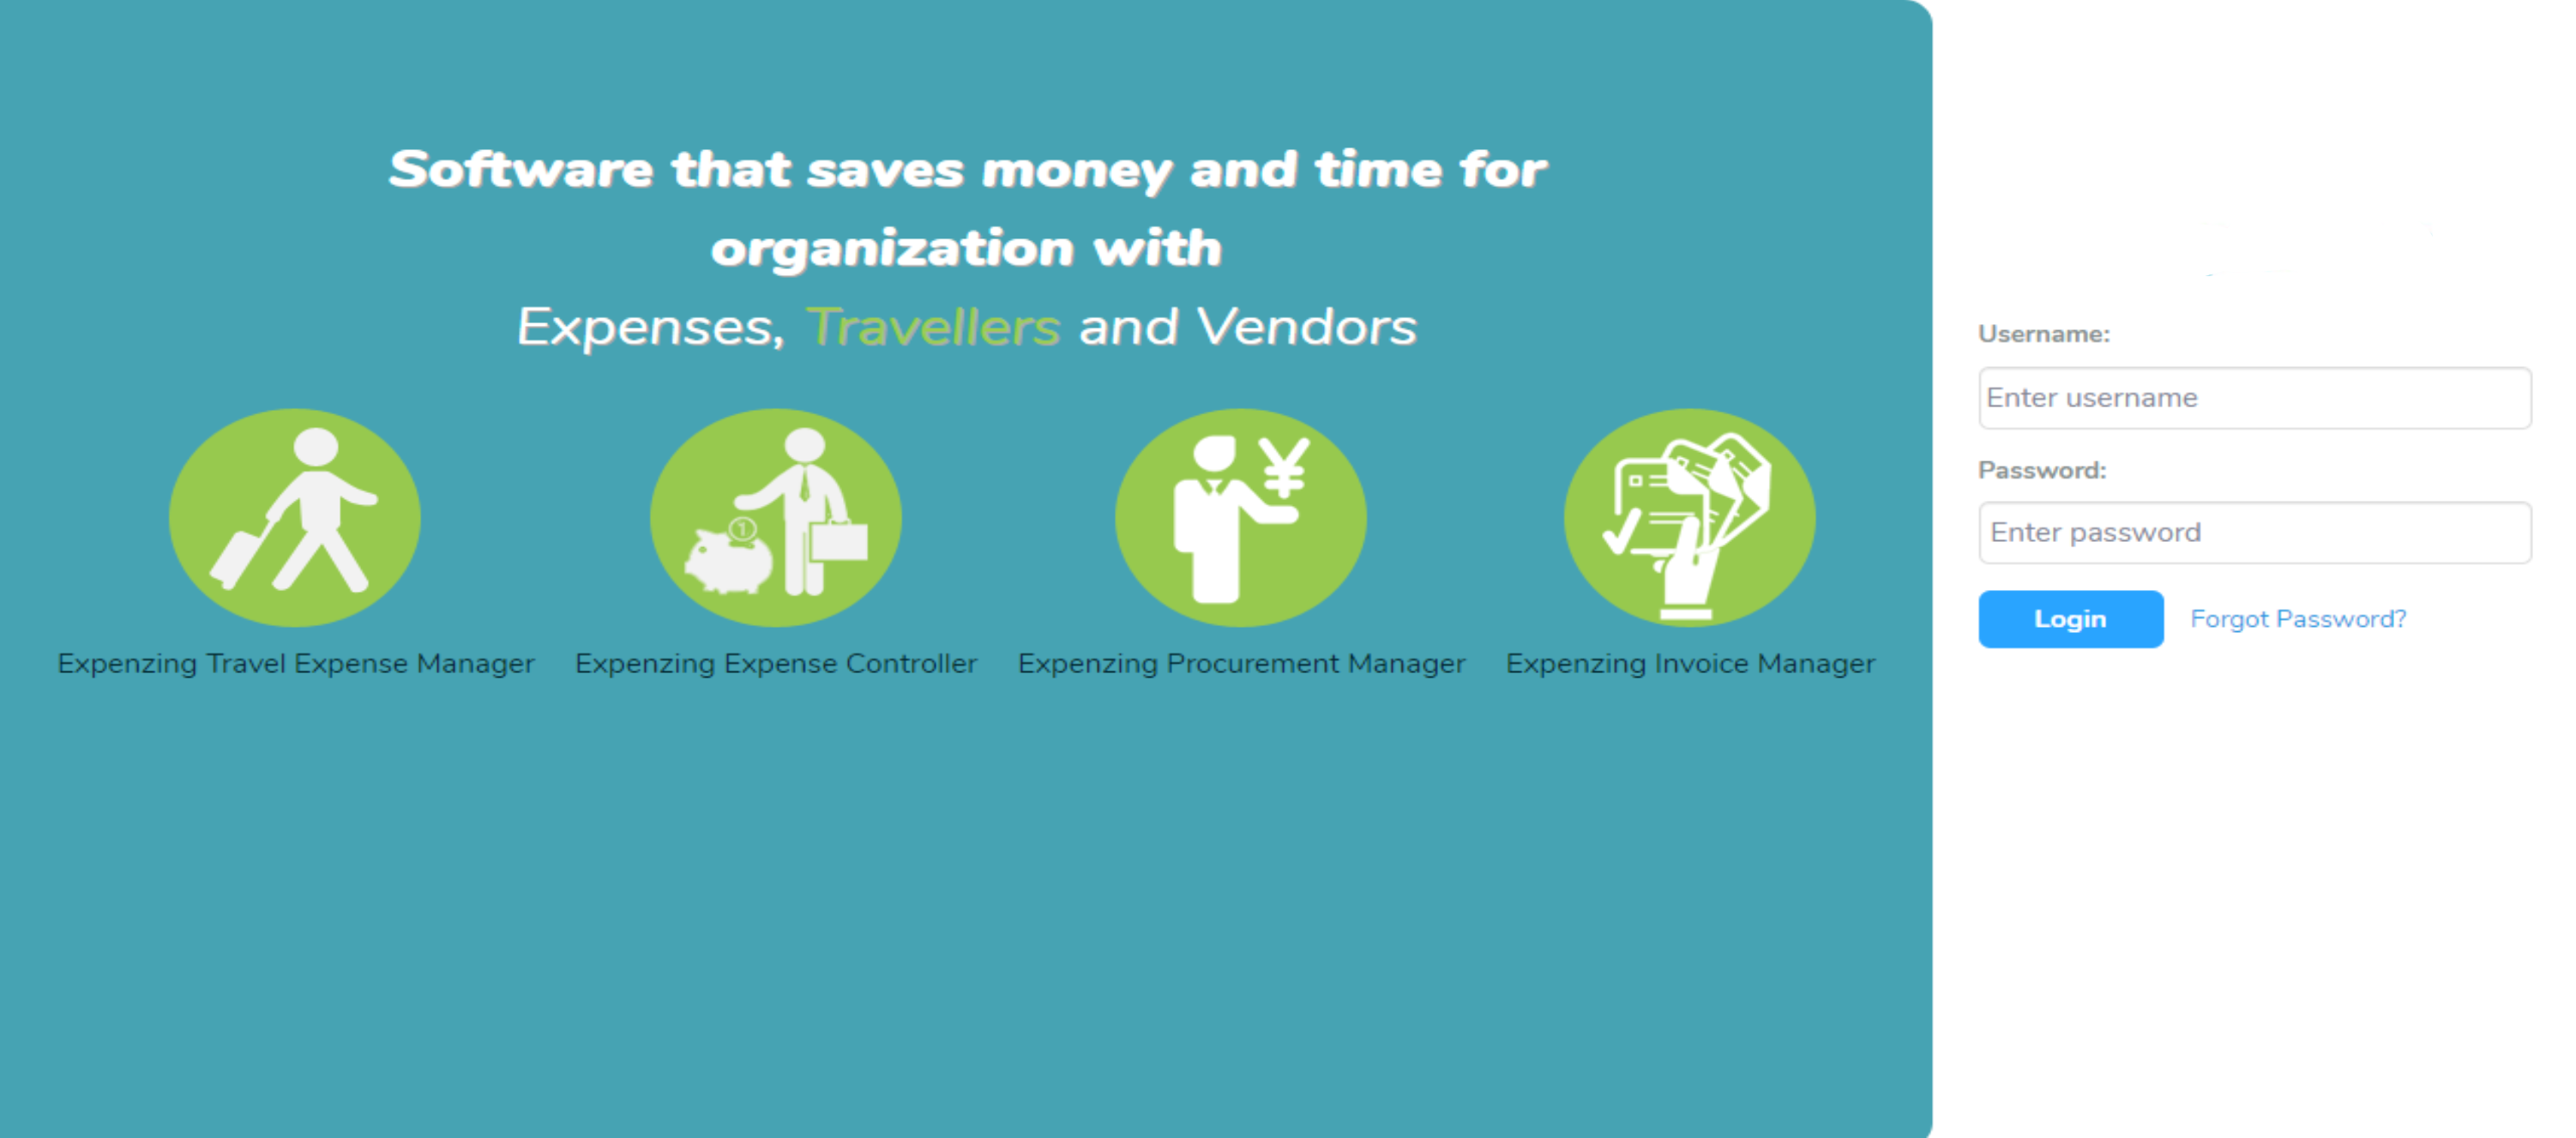 Software that saves money and time for
organization with
Expenses, Travellers and Vendors
1
¥
Expenzing Travel Expense Manager
Expenzing Expense Controller
Expenzing Procurement Manager
Expenzing Invoice Manager
Username:
Enter username
Password:
Enter password
Login
Forgot Password?